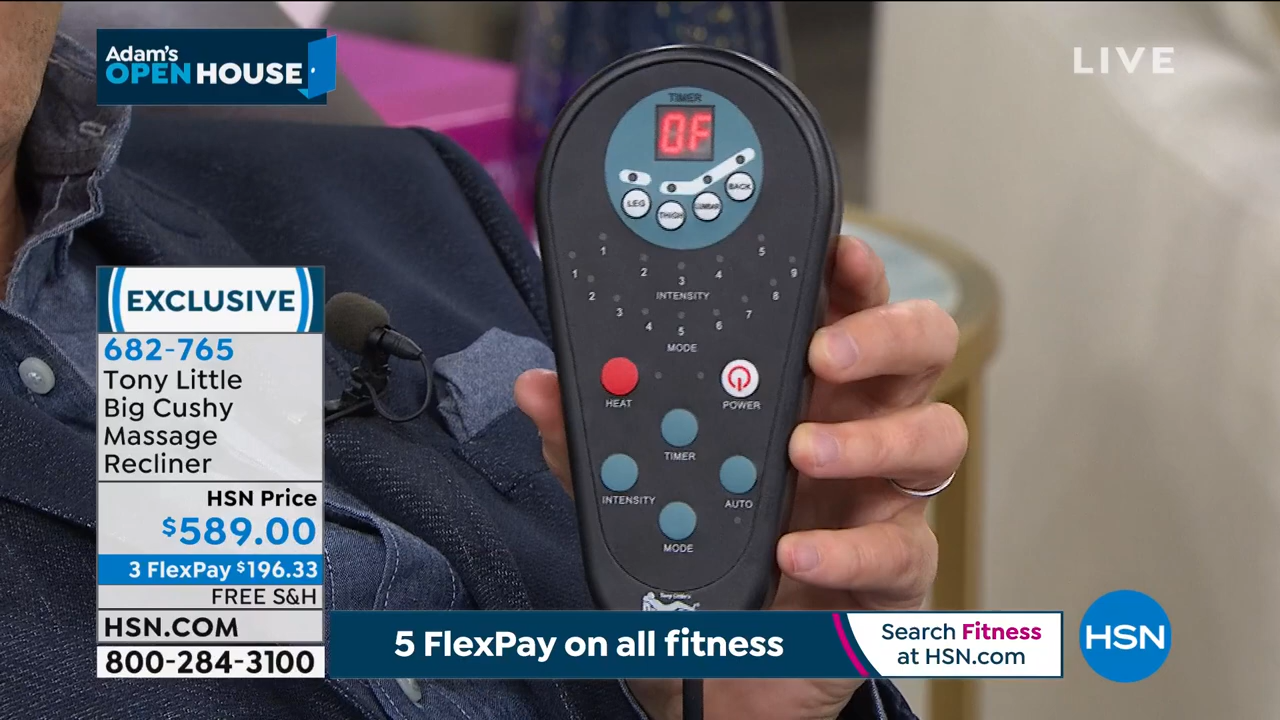 Adam's
OPEN HOUSE
LIVE
TIMER
OF
LEG
THIGH
LUMBAR
BACK
1 2 3 4 5
INTENSITY
1 2 3 4 5 6 7 8 9
MODE
HEAT
POWER
TIMER
INTENSITY
AUTO
MODE
Tony Little's
EXCLUSIVE
682-765
Tony Little
Big Cushy
Massage
Recliner
HSN Price
$589.00
3 FlexPay $196.33
FREE S&H
HSN.COM
800-284-3100
5 FlexPay on all fitness
Search Fitness
at HSN.com
HSN